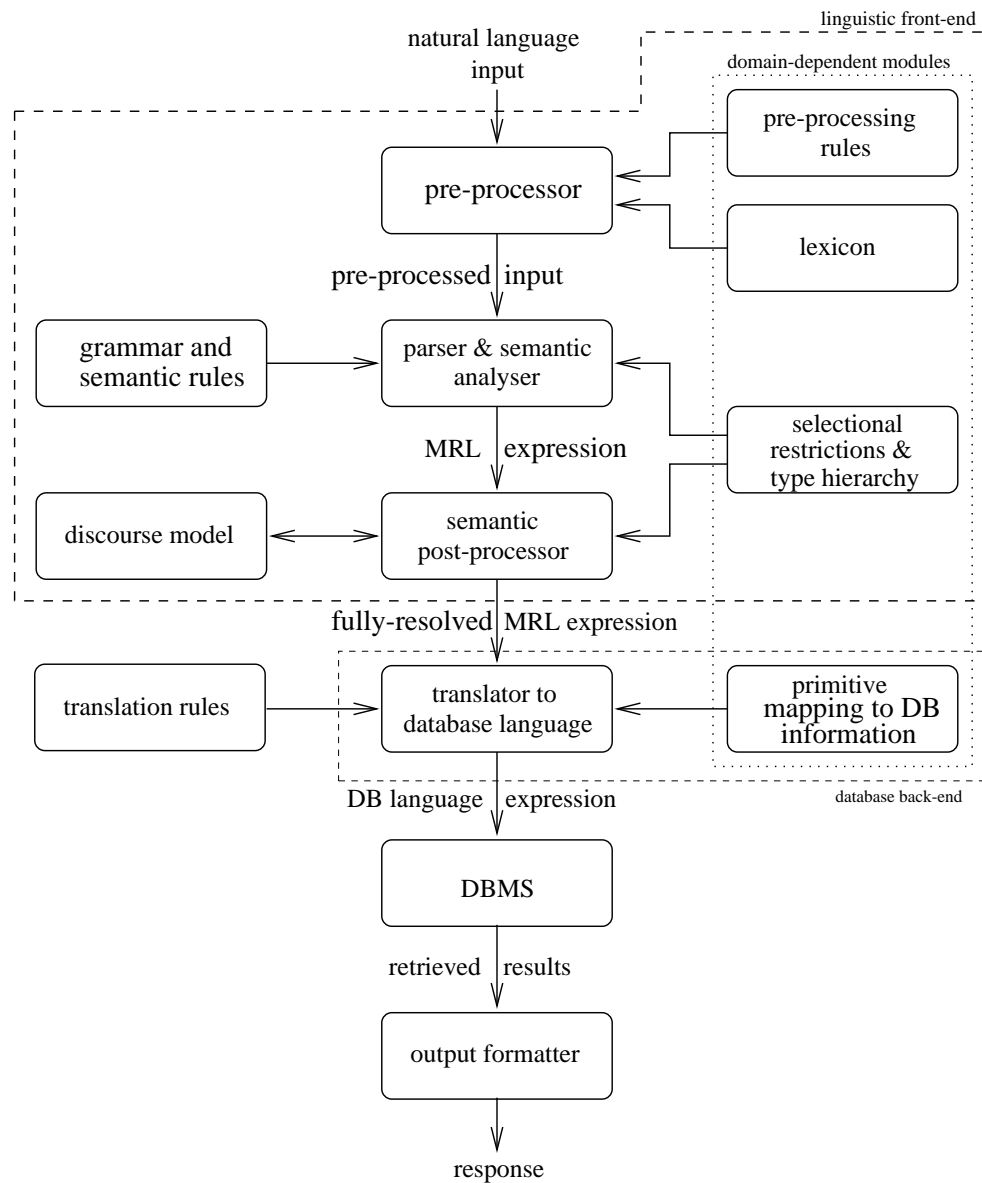 linguistic front-end
natural language
input
domain-dependent modules
pre-processing
rules
pre-processor
lexicon
pre-processed input
grammar and
semantic rules
parser & semantic
analyser
selectional
restrictions &
type hierarchy
MRL expression
discourse model
semantic
post-processor
fully-resolved MRL expression
translation rules
translator to
database language
primitive
mapping to DB
information
DB language expression
database back-end
DBMS
retrieved results
output formatter
response